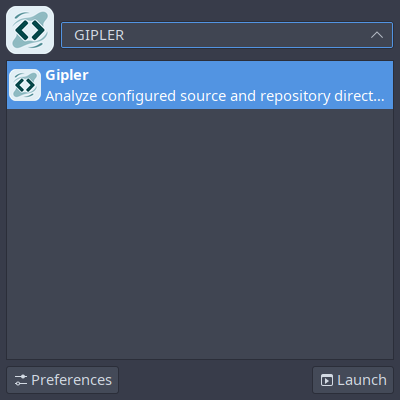 GIPLER
Gipler
Analyze configured source and repository direct...
Preferences
Launch